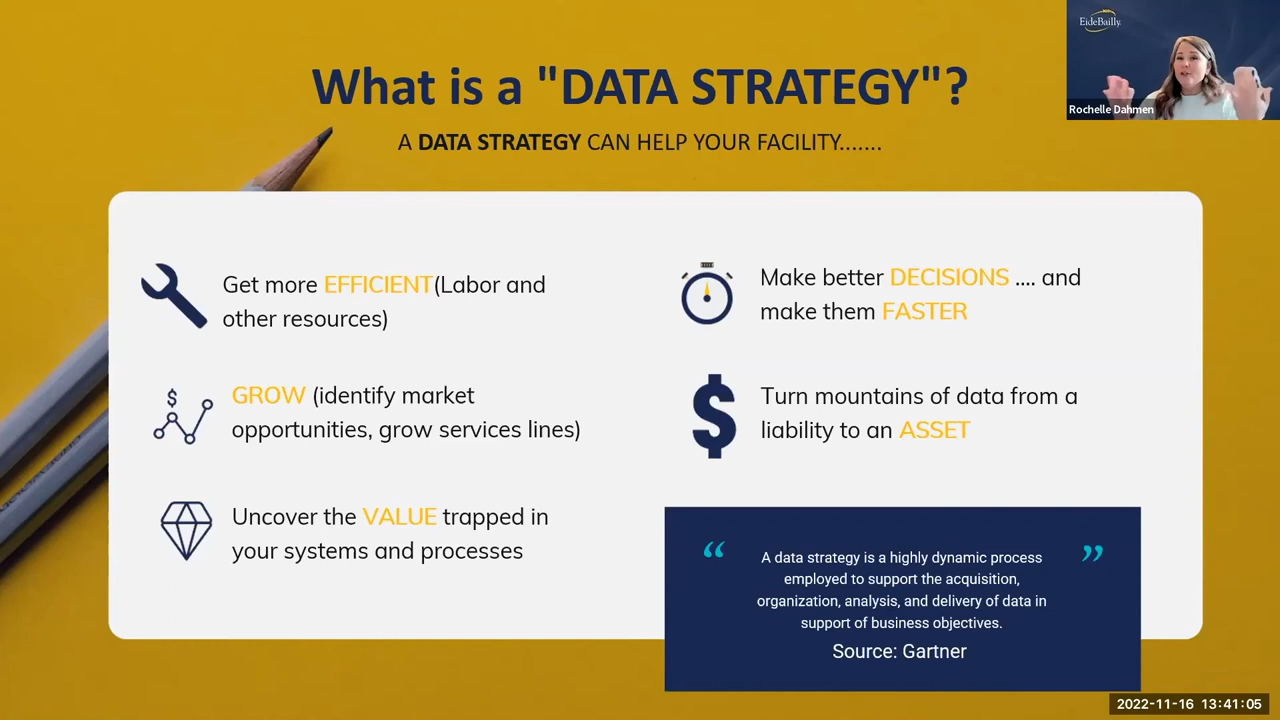 What is a "DATA STRATEGY"?
A DATA STRATEGY CAN HELP YOUR FACILITY.......
EideBailly.
Rochelle Dahmen
Get more EFFICIENT(Labor and
other resources)
$
GROW (identify market
opportunities, grow services lines)
Uncover the VALUE trapped in
your systems and processes
Make better DECISIONS .... and
make them FASTER
$
Turn mountains of data from a
liability to an ASSET
“ A data strategy is a highly dynamic process ”
employed to support the acquisition,
organization, analysis, and delivery of data in
support of business objectives.
Source: Gartner
2022-11-16 13:41:05